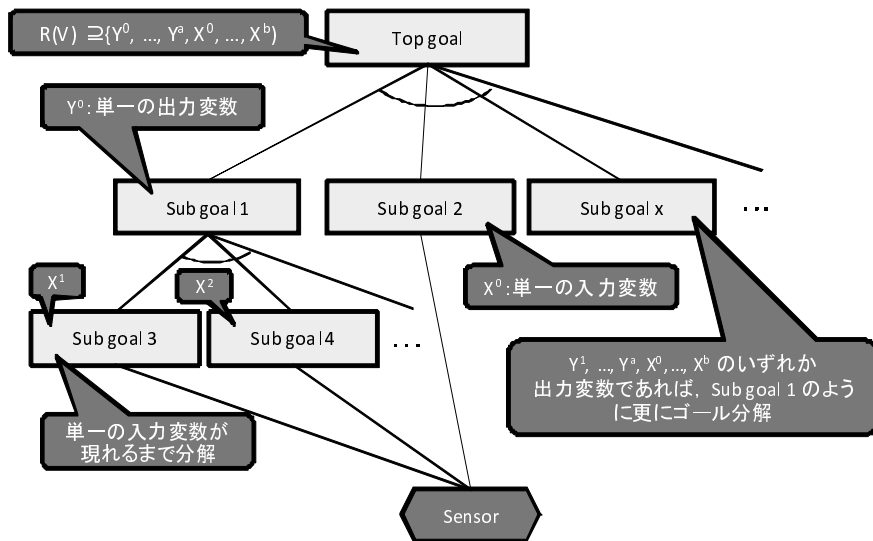 R(V) ⊇{Y⁰, ..., Yᵃ, X⁰, ..., Xᵇ)
Top goal
Y⁰:単一の出力変数
Sub goal 1
Sub goal 2
Sub goal x
...
X¹
X²
X⁰:単一の入力変数
Sub goal 3
Sub goal4
...
Y¹, ..., Yᵃ, X⁰,..., Xᵇ のいずれか
出力変数であれば, Sub goal 1 のよう
に更にゴール分解
単一の入力変数が
現れるまで分解
Sensor